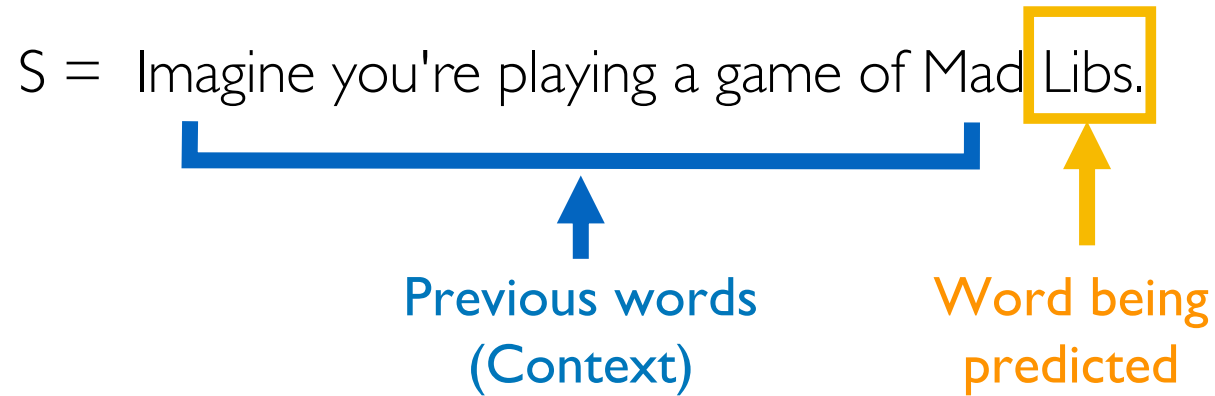 S = Imagine you're playing a game of Mad Libs.
Previous words
(Context)
Word being
predicted